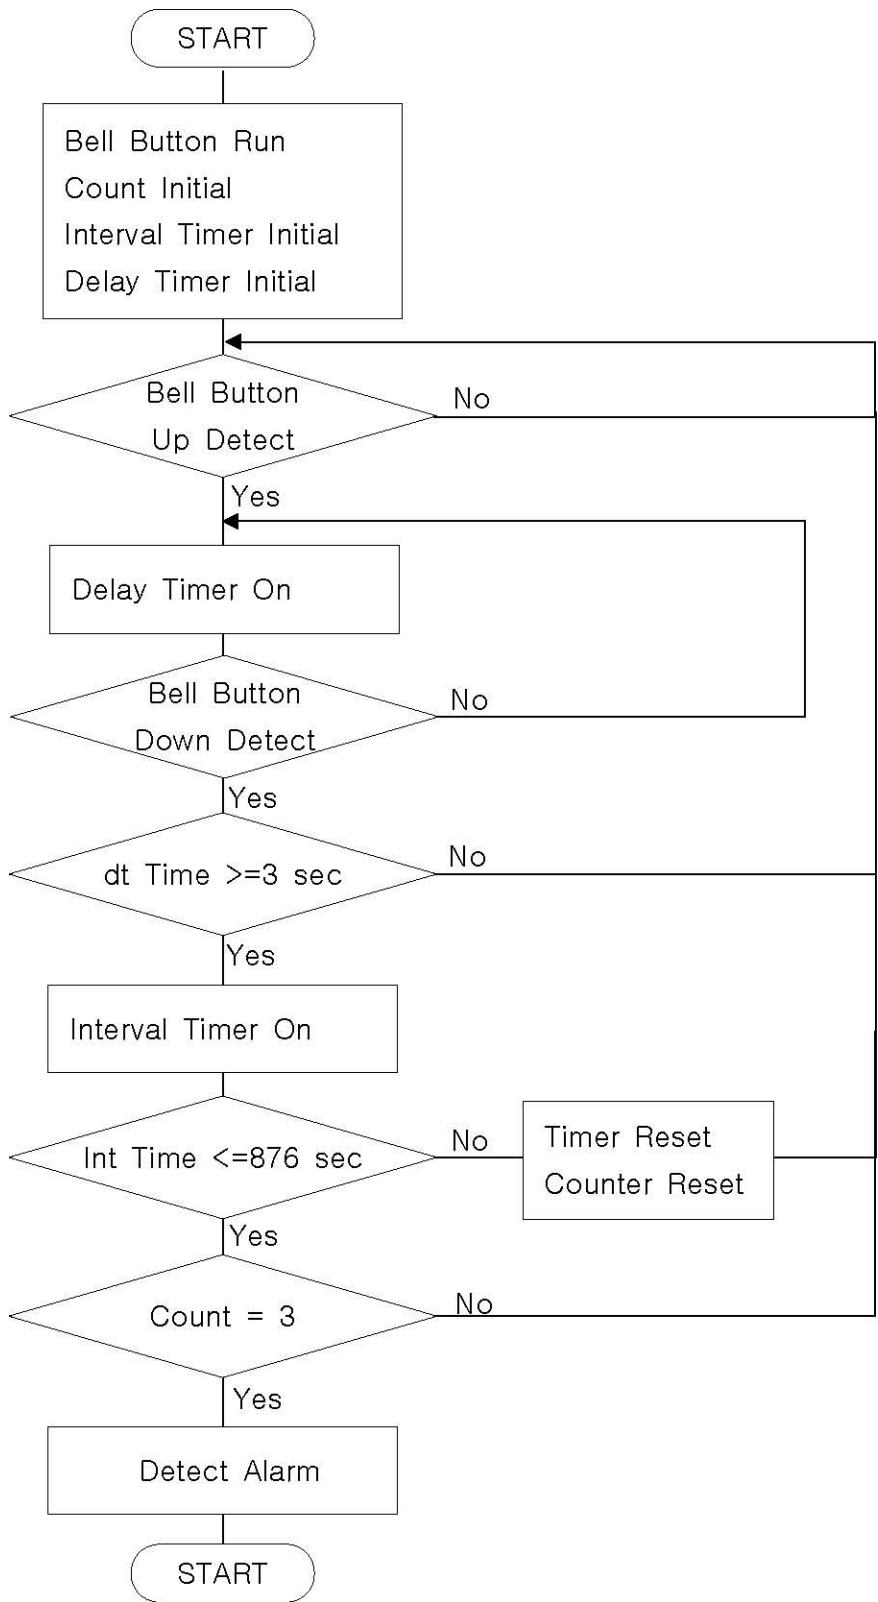 START
Bell Button Run
Count Initial
Interval Timer Initial
Delay Timer Initial
Bell Button
Up Detect
No
Yes
Delay Timer On
Bell Button
Down Detect
No
Yes
dt Time >=3 sec
No
Yes
Interval Timer On
Int Time <=876 sec
No
Timer Reset
Counter Reset
Yes
Count = 3
No
Yes
Detect Alarm
START